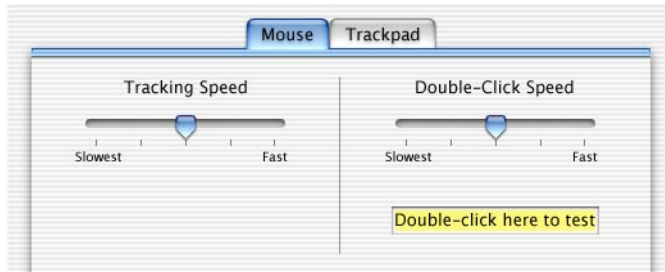 Mouse Trackpad
Tracking Speed
Slowest Fast
Double-Click Speed
Slowest Fast
Double-click here to test